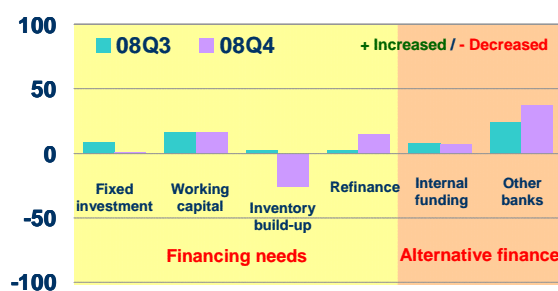 100
08Q3 08Q4 + Increased / - Decreased
50
0
Fixed investment
Working capital
Inventory build-up
Refinance
Internal funding
Other banks
-50
Financing needs Alternative finance
-100